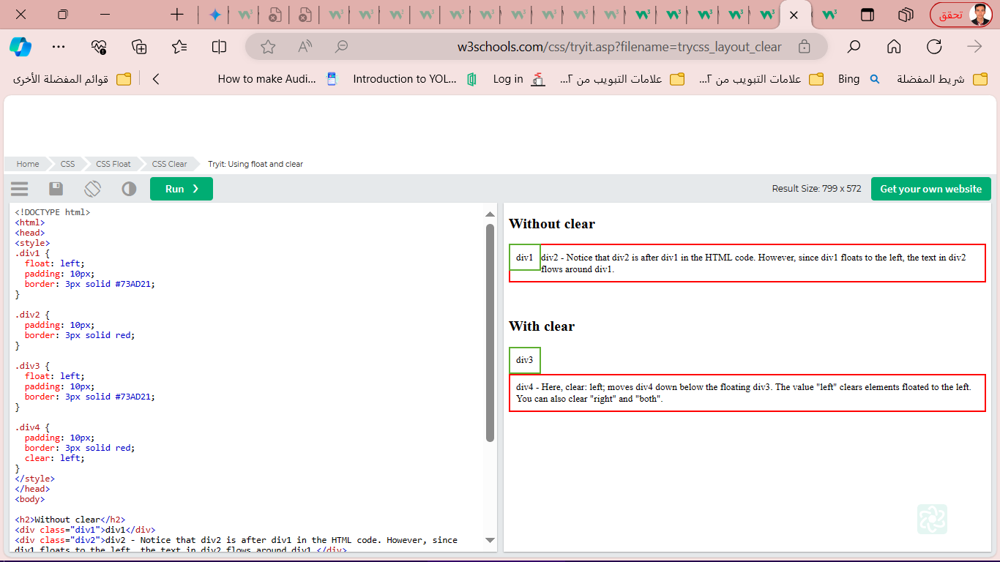 تحقق
w3schools.com/css/tryit.asp?filename=trycss_layout_clear
قوائم المفضلة الأخرى
How to make Audi...
Introduction to YOL...
Log in
علامات التبويب من ٢...
علامات التبويب من ٢...
Bing
شريط المفضلة
Home
CSS
CSS Float
CSS Clear
Tryit: Using float and clear
Run ❯
Result Size: 799 x 572
Get your own website
<!DOCTYPE html>
<html>
<head>
<style>
.div1 {
  float: left;
  padding: 10px;
  border: 3px solid #73AD21;
}
.div2 {
  padding: 10px;
  border: 3px solid red;
}
.div3 {
  float: left;
  padding: 10px;
  border: 3px solid #73AD21;
}
.div4 {
  padding: 10px;
  border: 3px solid red;
  clear: left;
}
</style>
</head>
<body>
<h2>Without clear</h2>
<div class="div1">div1</div>
<div class="div2">div2 - Notice that div2 is after div1 in the HTML code. However, since
div1 floats to the left, the text in div2 flows around div1.</div>
Without clear
div1
div2 - Notice that div2 is after div1 in the HTML code. However, since div1 floats to the left, the text in div2
flows around div1.
With clear
div3
div4 - Here, clear: left; moves div4 down below the floating div3. The value "left" clears elements floated to the left.
You can also clear "right" and "both".